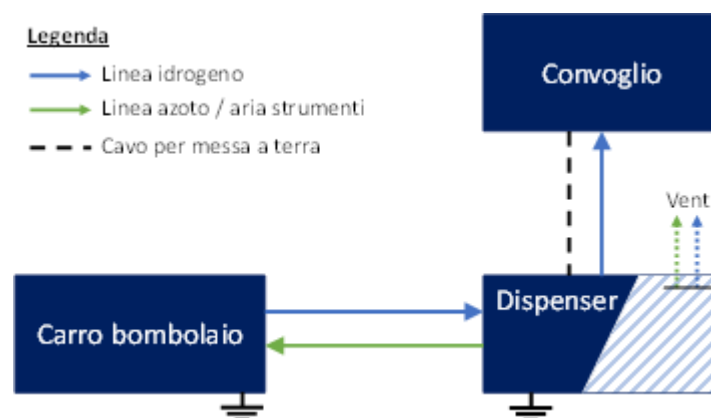 Legenda
Linea idrogeno
Linea azoto / aria strumenti
Cavo per messa a terra
Convoglio
Vent
Dispenser
Carro bombolaio